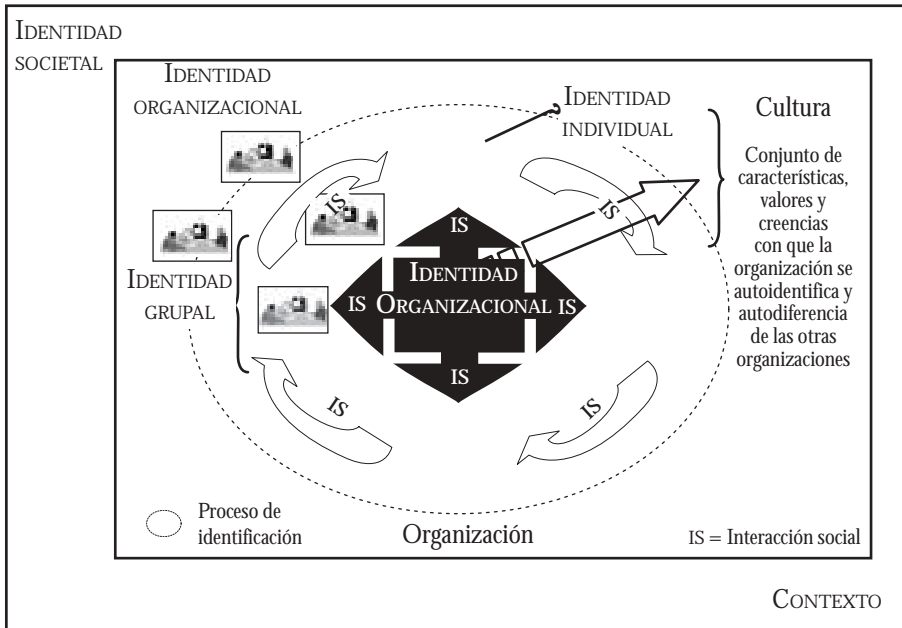 IDENTIDAD
SOCIETAL
IDENTIDAD
ORGANIZACIONAL
IDENTIDAD
INDIVIDUAL
Cultura
Conjunto de
características,
valores y
creencias
con que la
organización se
autoidentifica y
autodiferencia
de las otras
organizaciones
IS
IS
IS
IDENTIDAD
GRUPAL
IDENTIDAD
IS ORGANIZACIONAL IS
IS
IS
IS
Proceso de
identificación
Organización
IS = Interacción social
CONTEXTO